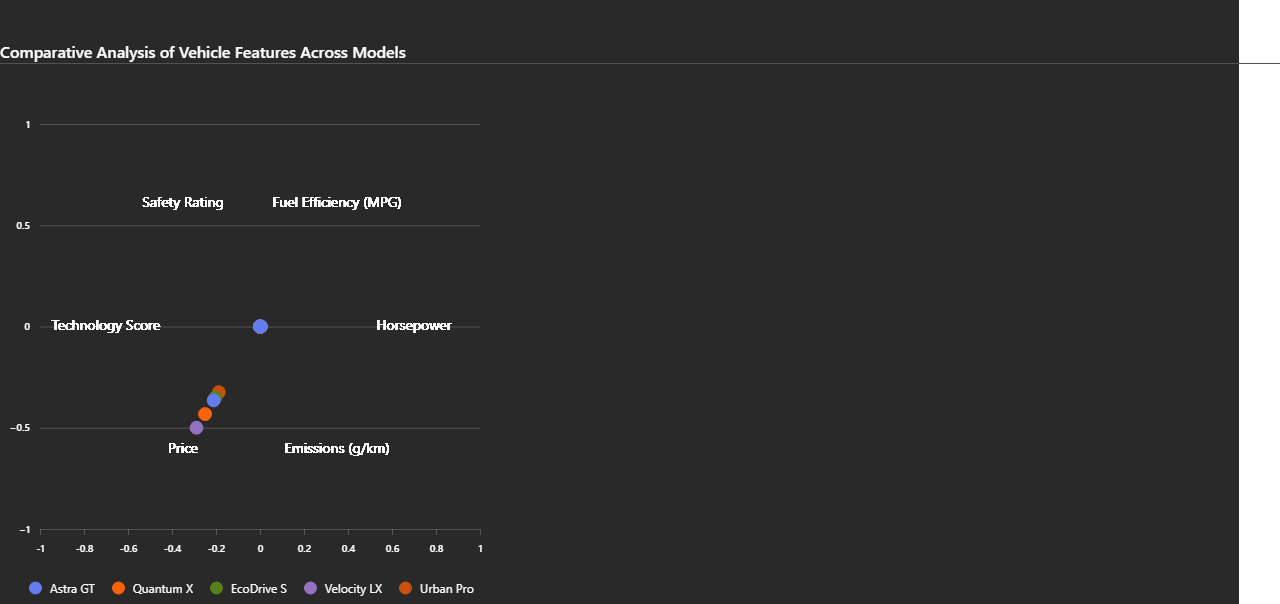 Comparative Analysis of Vehicle Features Across Models
1
Safety Rating Fuel Efficiency (MPG)
0.5
0 Technology Score Horsepower
−0.5
Price Emissions (g/km)
−1
-1 -0.8 -0.6 -0.4 -0.2 0 0.2 0.4 0.6 0.8 1
Astra GT Quantum X EcoDrive S Velocity LX Urban Pro